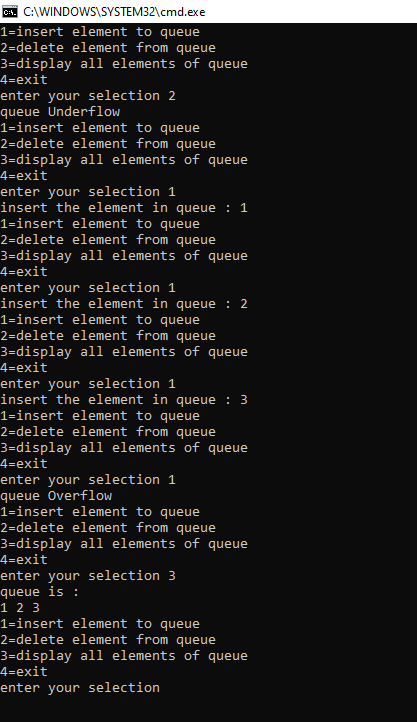 C:\WINDOWS\SYSTEM32\cmd.exe
1=insert element to queue
2=delete element from queue
3=display all elements of queue
4=exit
enter your selection 2
queue Underflow
1=insert element to queue
2=delete element from queue
3=display all elements of queue
4=exit
enter your selection 1
insert the element in queue : 1
1=insert element to queue
2=delete element from queue
3=display all elements of queue
4=exit
enter your selection 1
insert the element in queue : 2
1=insert element to queue
2=delete element from queue
3=display all elements of queue
4=exit
enter your selection 1
insert the element in queue : 3
1=insert element to queue
2=delete element from queue
3=display all elements of queue
4=exit
enter your selection 1
queue Overflow
1=insert element to queue
2=delete element from queue
3=display all elements of queue
4=exit
enter your selection 3
queue is :
1 2 3
1=insert element to queue
2=delete element from queue
3=display all elements of queue
4=exit
enter your selection